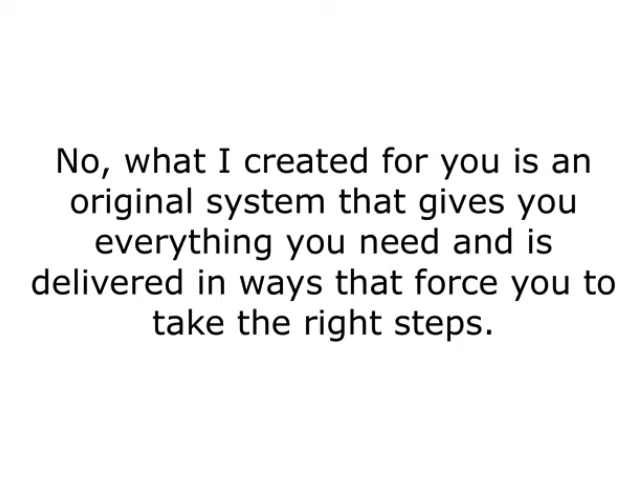 No, what I created for you is an
original system that gives you
everything you need and is
delivered in ways that force you to
take the right steps.